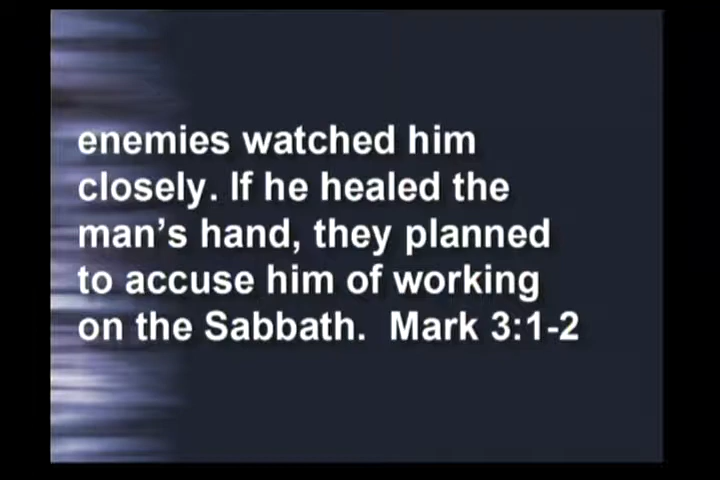 enemies watched him
closely. If he healed the
man’s hand, they planned
to accuse him of working
on the Sabbath.  Mark 3:1-2